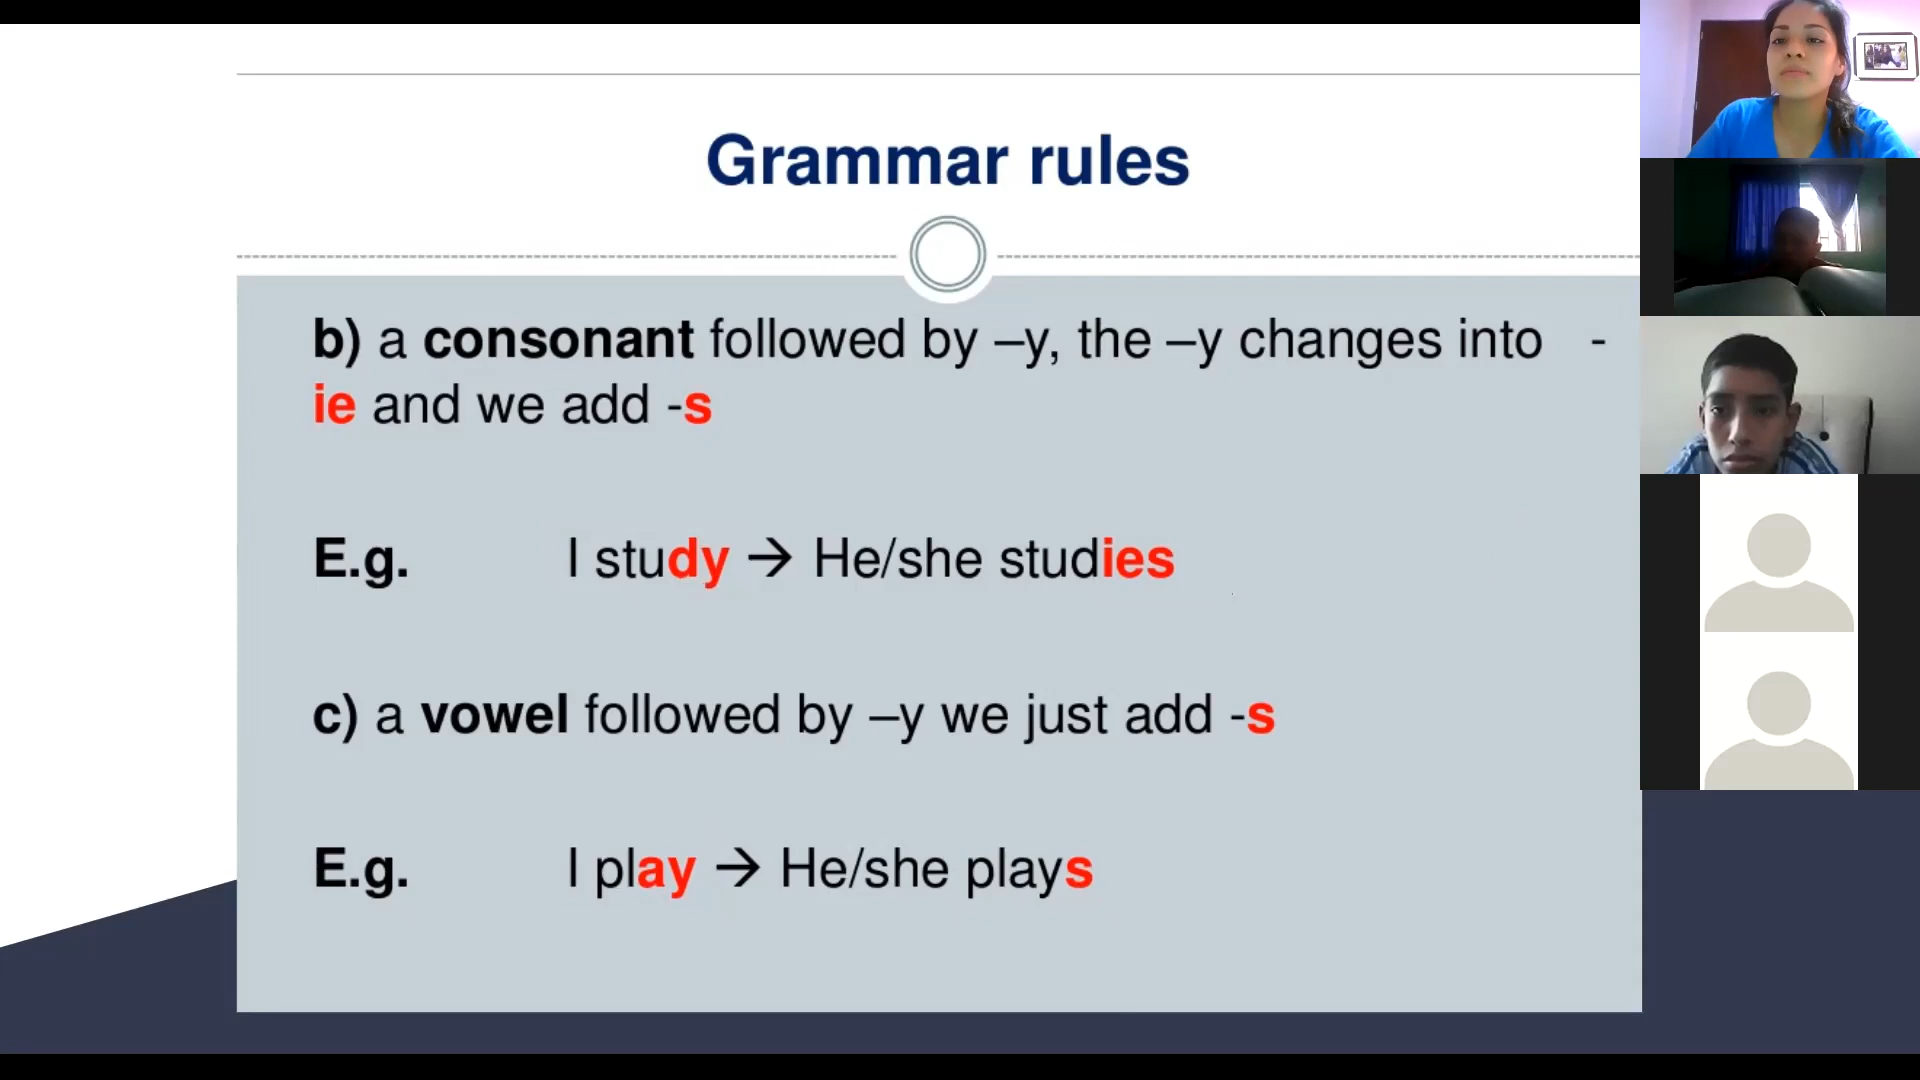 Grammar rules
b) a consonant followed by –y, the –y changes into -
ie and we add -s
E.g. I study → He/she studies
c) a vowel followed by –y we just add -s
E.g. I play → He/she plays